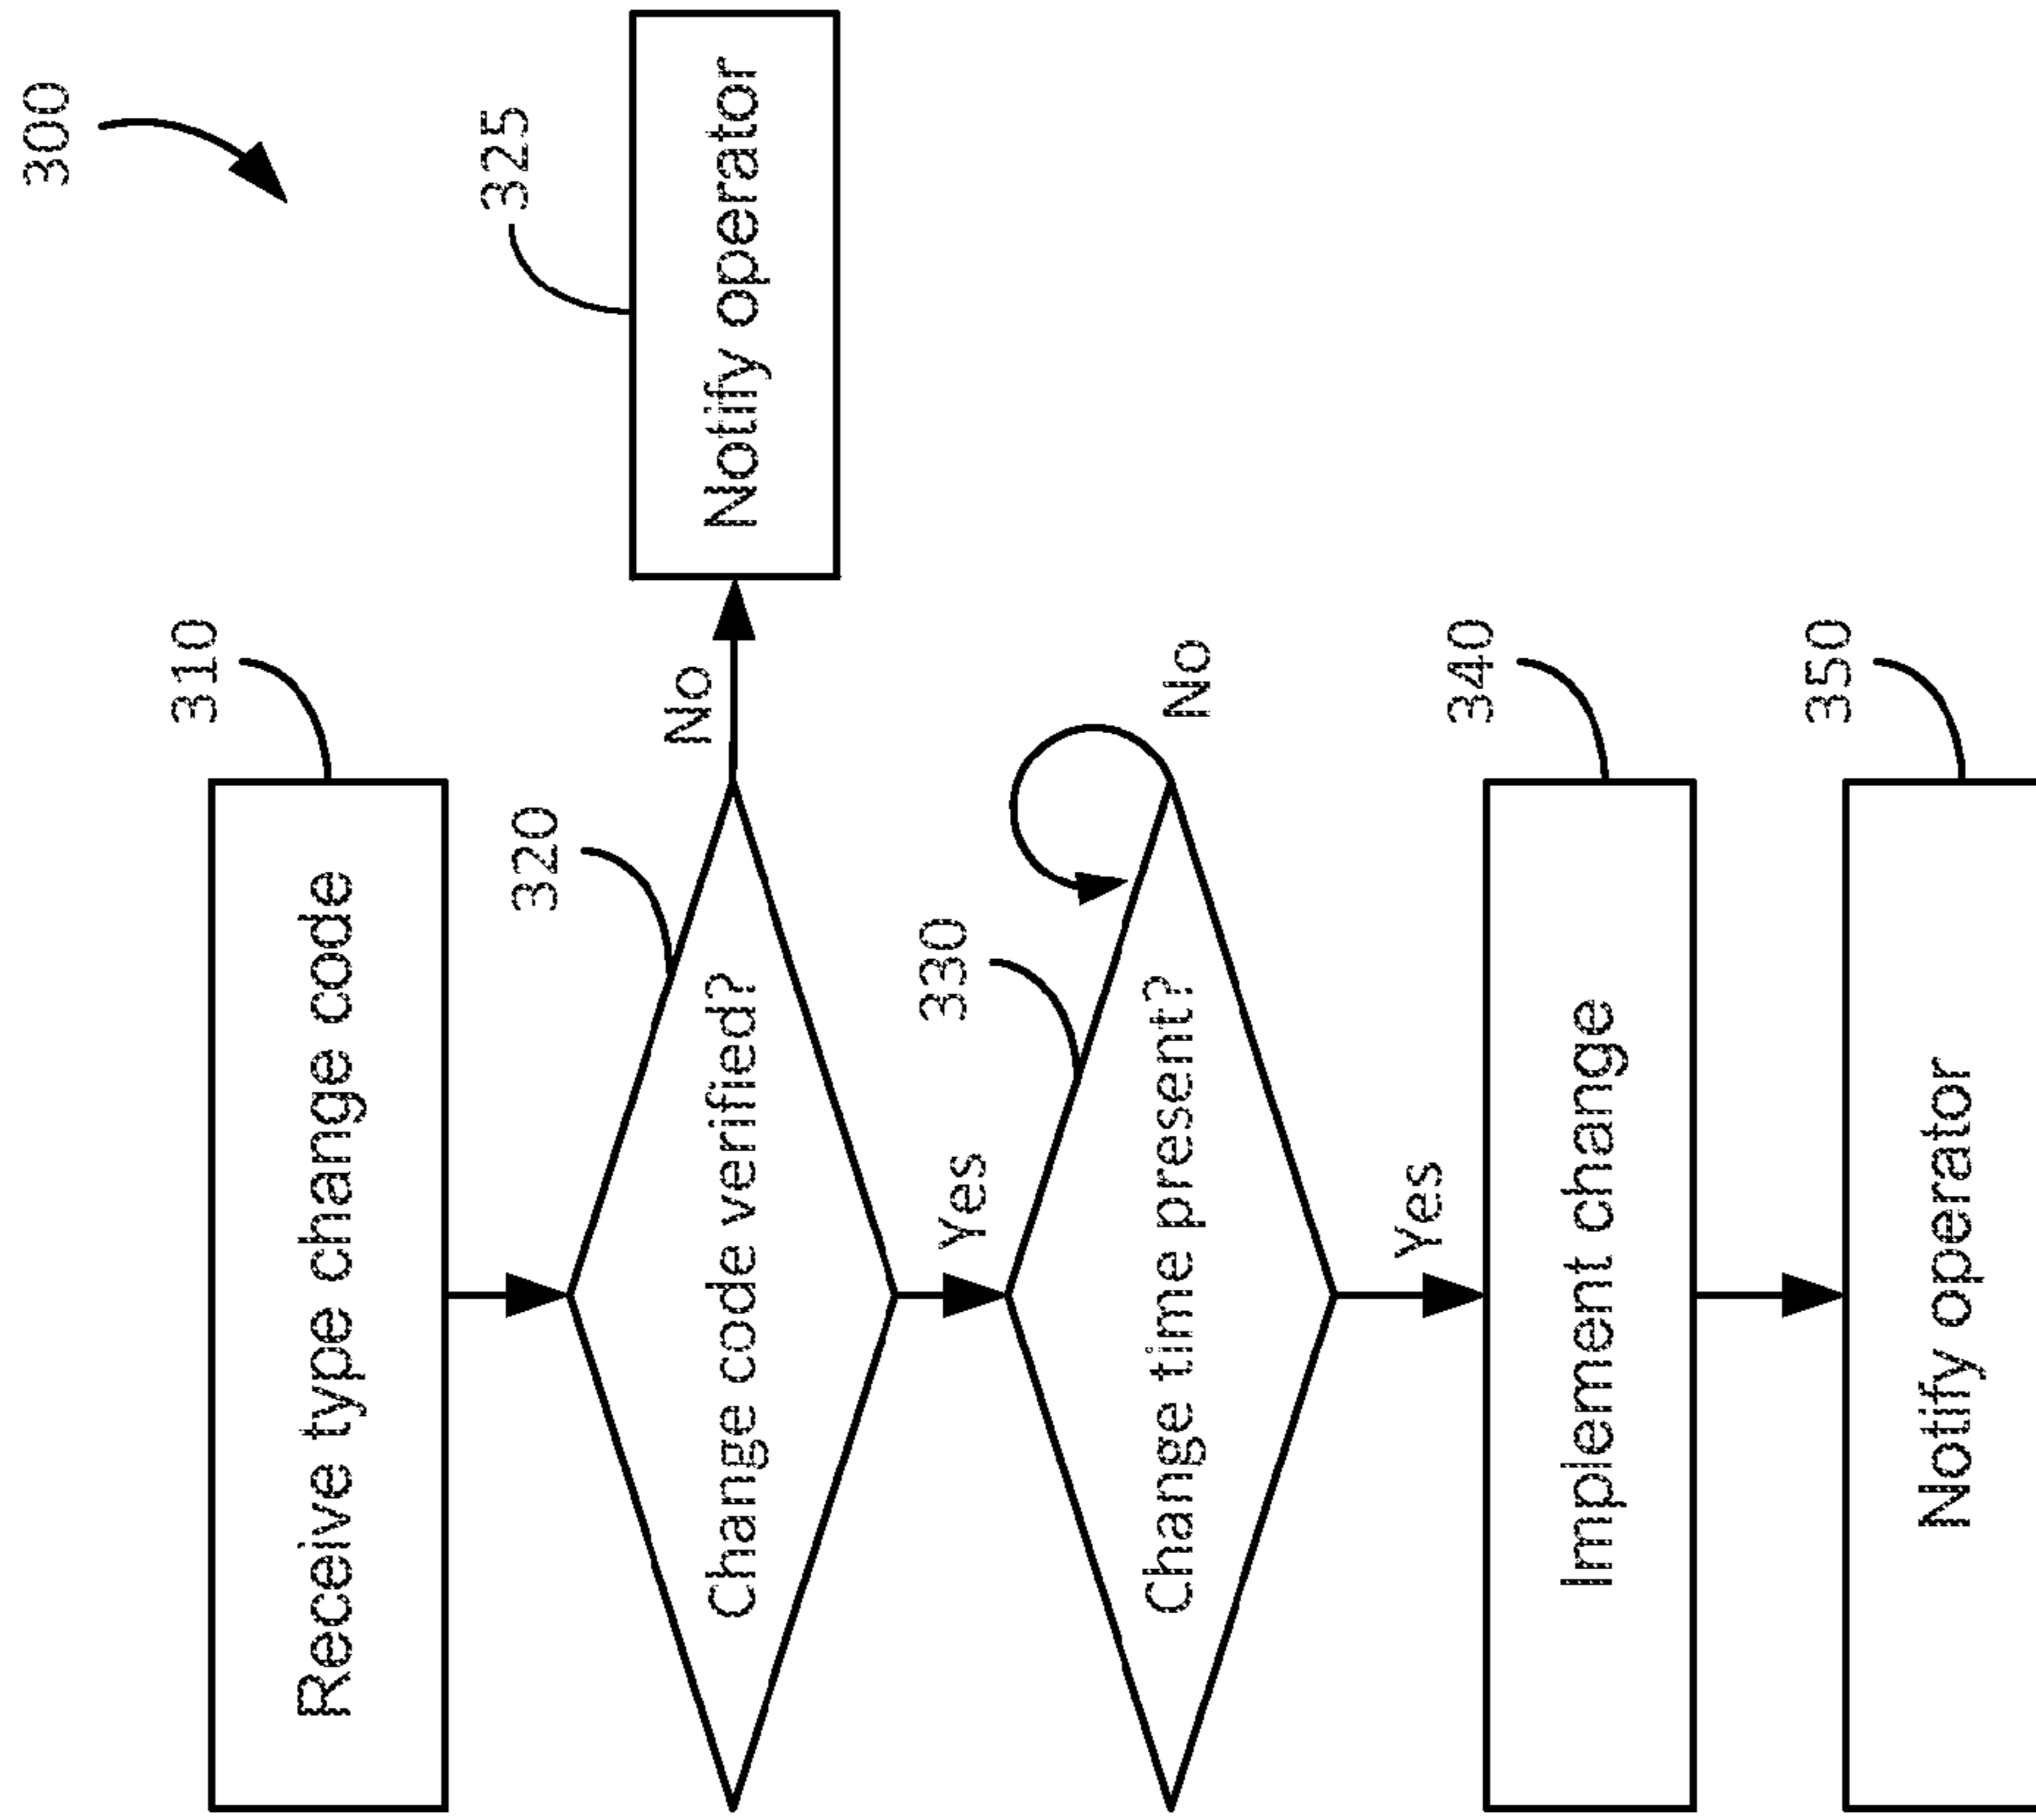 300
Receive type change code
310
Change code verified?
320
No
Notify operator
325
Yes
Change time present?
330
No
Yes
Implement change
340
Notify operator
350